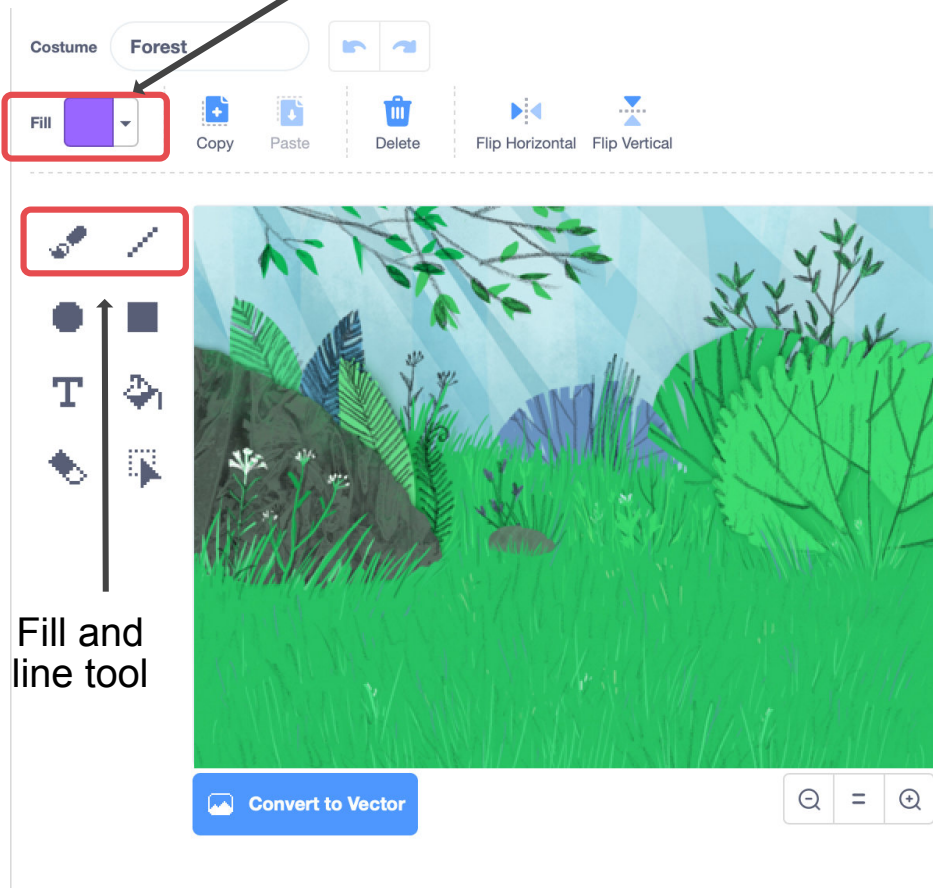 Costume Forest
Fill
Copy Paste Delete Flip Horizontal Flip Vertical
T
Fill and
line tool
Convert to Vector